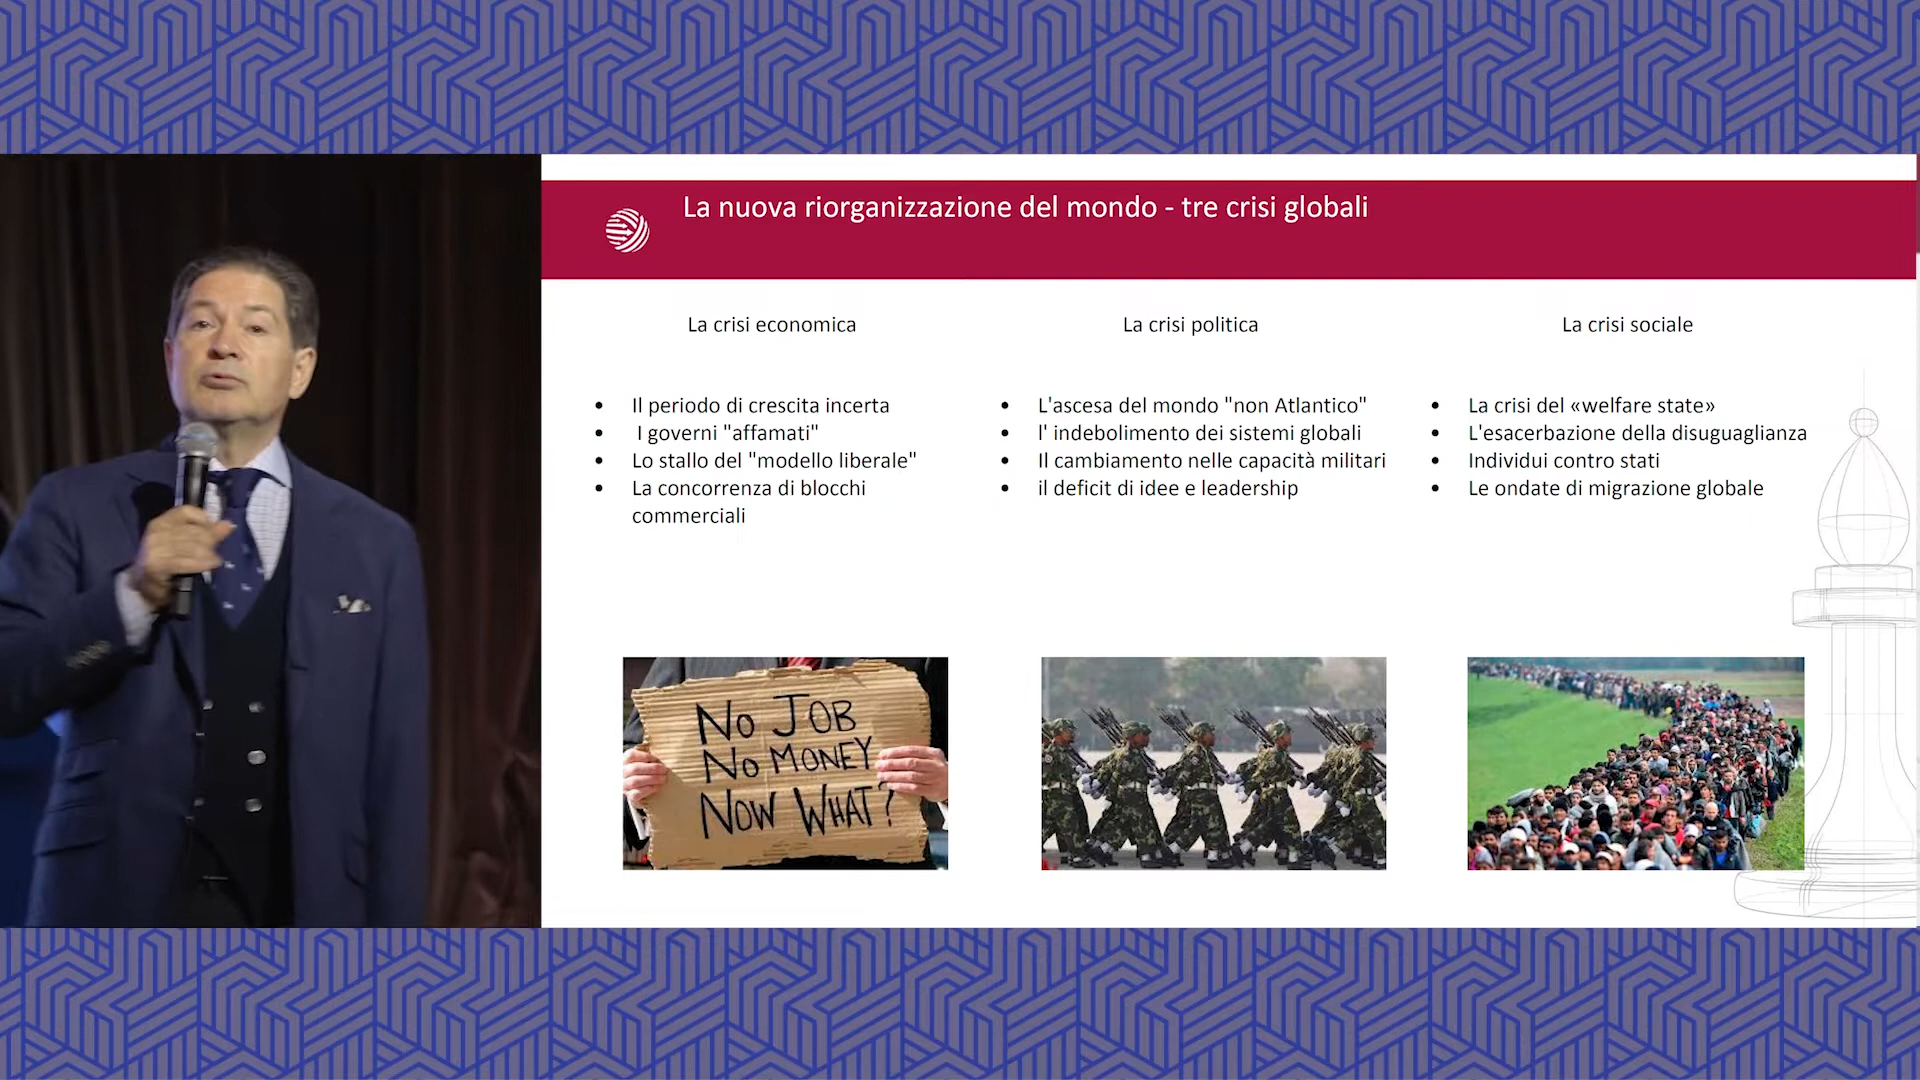 La nuova riorganizzazione del mondo - tre crisi globali
La crisi economica
Il periodo di crescita incerta
I governi "affamati"
Lo stallo del "modello liberale"
La concorrenza di blocchi
commerciali
La crisi politica
L'ascesa del mondo "non Atlantico"
l' indebolimento dei sistemi globali
Il cambiamento nelle capacità militari
il deficit di idee e leadership
La crisi sociale
La crisi del «welfare state»
L'esacerbazione della disuguaglianza
Individui contro stati
Le ondate di migrazione globale
NO JOB
NO MONEY
NOW WHAT?